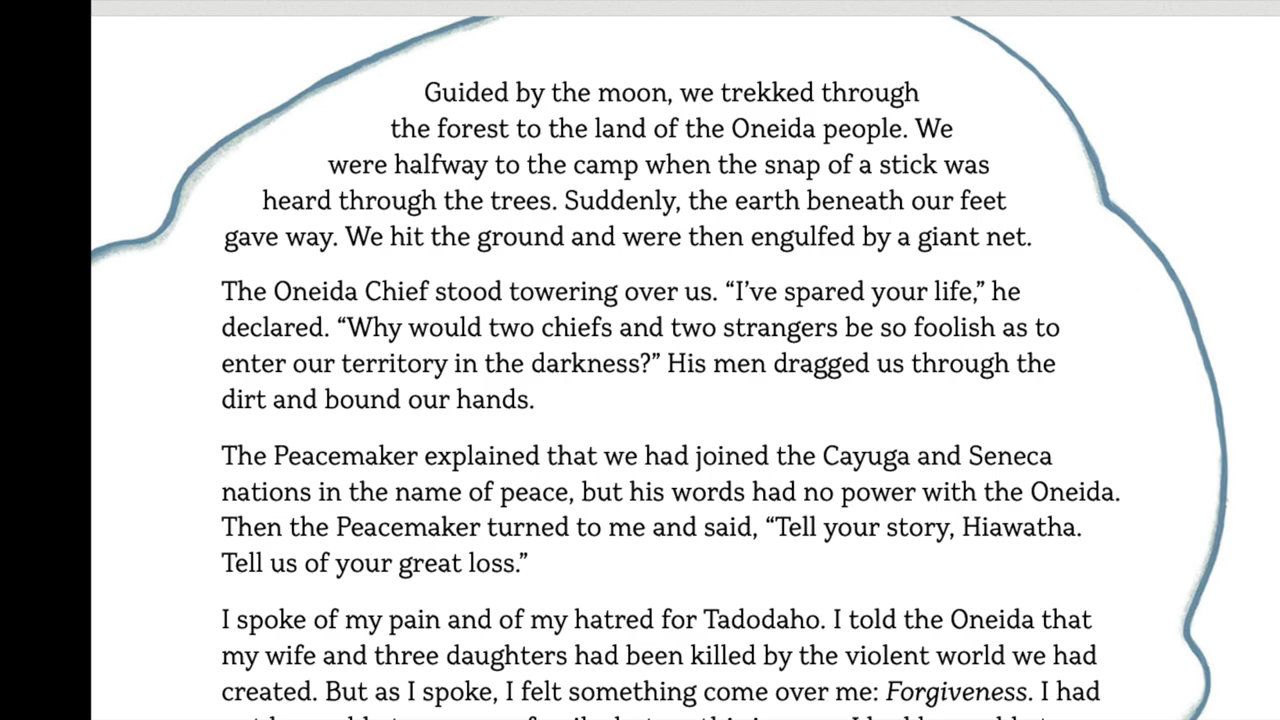 Guided by the moon, we trekked through
the forest to the land of the Oneida people. We
were halfway to the camp when the snap of a stick was
heard through the trees. Suddenly, the earth beneath our feet
gave way. We hit the ground and were then engulfed by a giant net.
The Oneida Chief stood towering over us. “I’ve spared your life,” he
declared. “Why would two chiefs and two strangers be so foolish as to
enter our territory in the darkness?” His men dragged us through the
dirt and bound our hands.
The Peacemaker explained that we had joined the Cayuga and Seneca
nations in the name of peace, but his words had no power with the Oneida.
Then the Peacemaker turned to me and said, “Tell your story, Hiawatha.
Tell us of your great loss.”
I spoke of my pain and of my hatred for Tadodaho. I told the Oneida that
my wife and three daughters had been killed by the violent world we had
created. But as I spoke, I felt something come over me: Forgiveness. I had